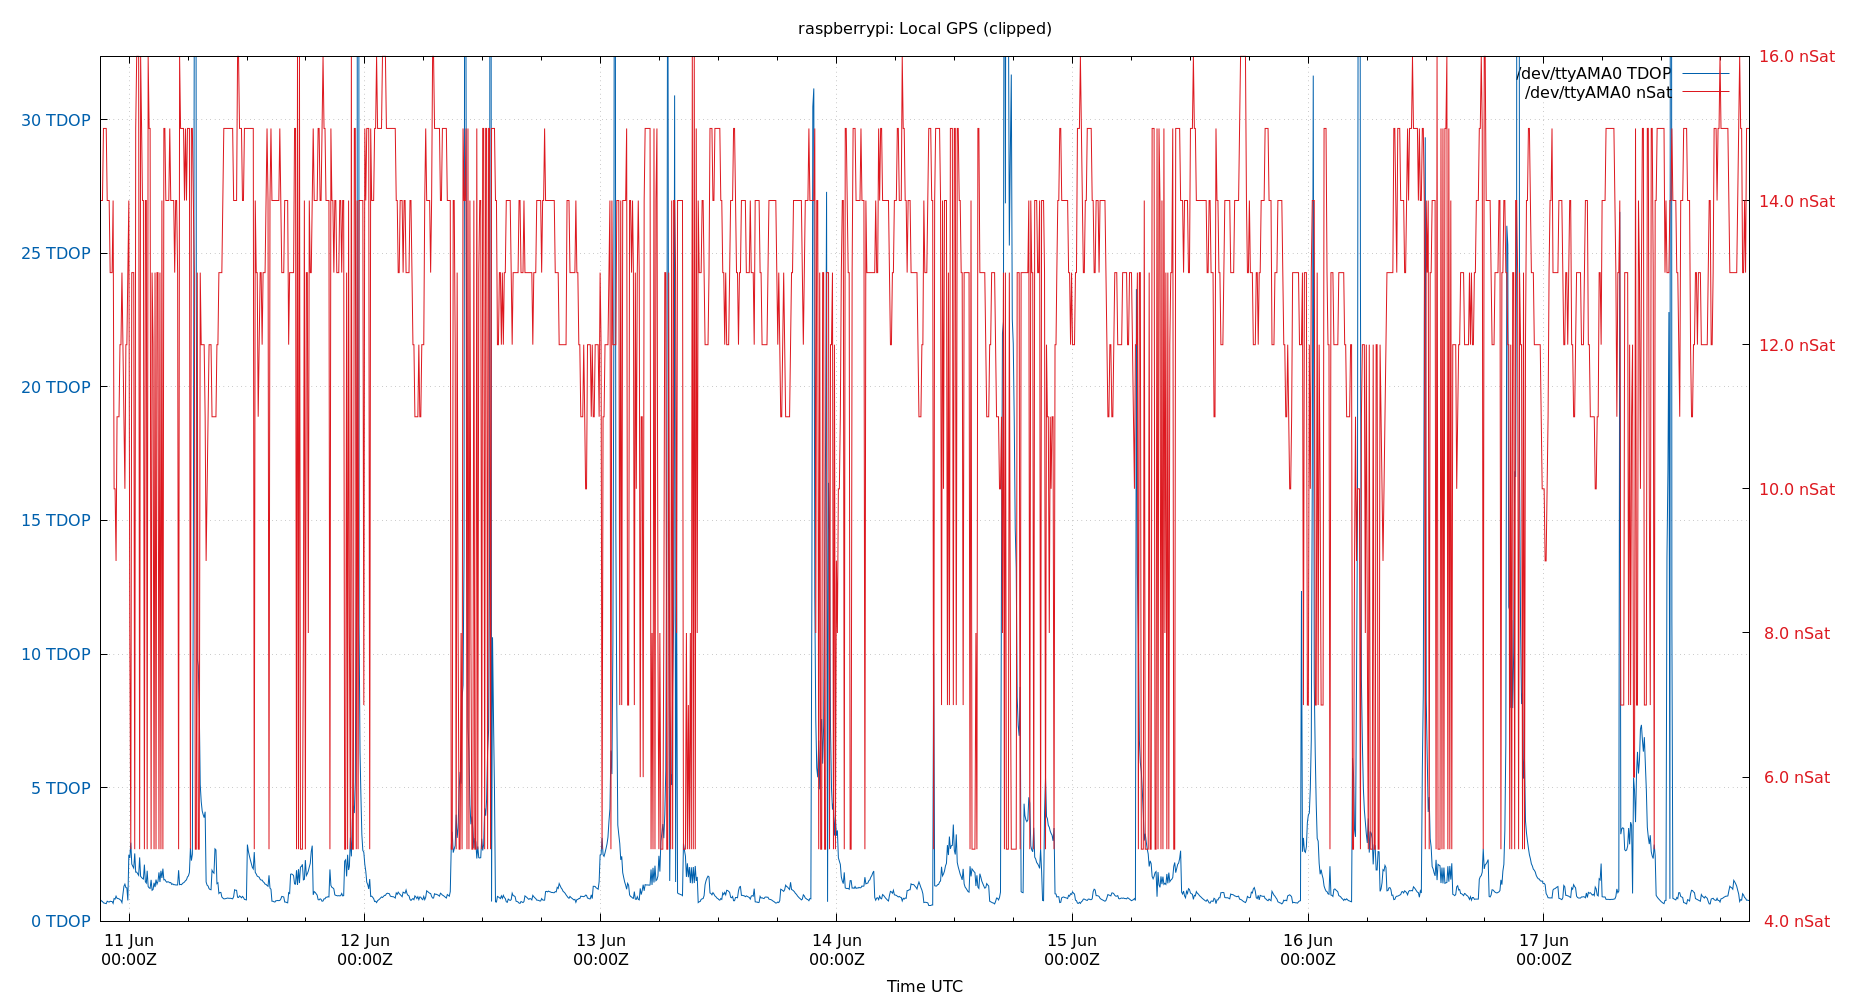 raspberrypi: Local GPS (clipped)
/dev/ttyAMA0 TDOP
/dev/ttyAMA0 nSat
30 TDOP
25 TDOP
20 TDOP
15 TDOP
10 TDOP
5 TDOP
0 TDOP
16.0 nSat
14.0 nSat
12.0 nSat
10.0 nSat
8.0 nSat
6.0 nSat
4.0 nSat
11 Jun
00:00Z
12 Jun
00:00Z
13 Jun
00:00Z
14 Jun
00:00Z
15 Jun
00:00Z
16 Jun
00:00Z
17 Jun
00:00Z
Time UTC